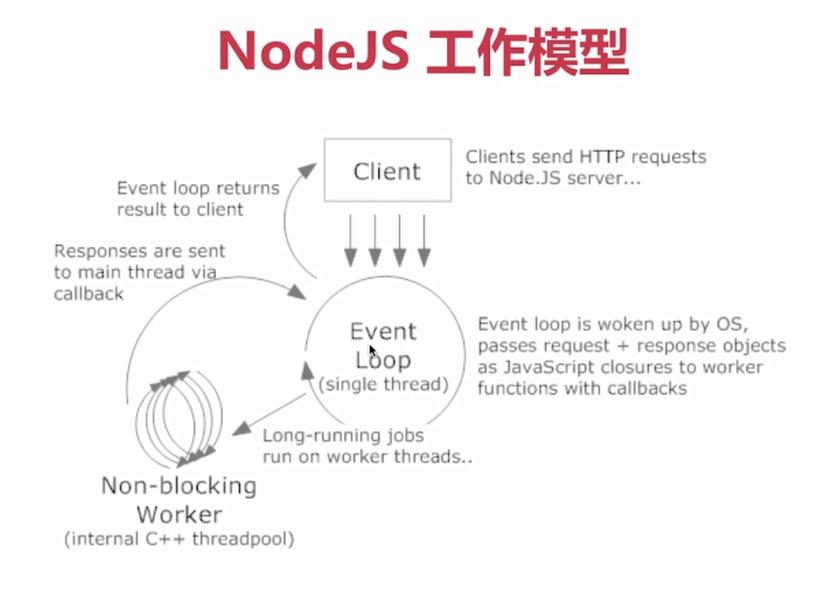 NodeJS 工作模型
Client
Clients send HTTP requests
to Node.JS server...
Event loop returns
result to client
Responses are sent
to main thread via
callback
Event
Loop
(single thread)
Event loop is woken up by OS,
passes request + response objects
as JavaScript closures to worker
functions with callbacks
Long-running jobs
run on worker threads..
Non-blocking
Worker
(internal C++ threadpool)